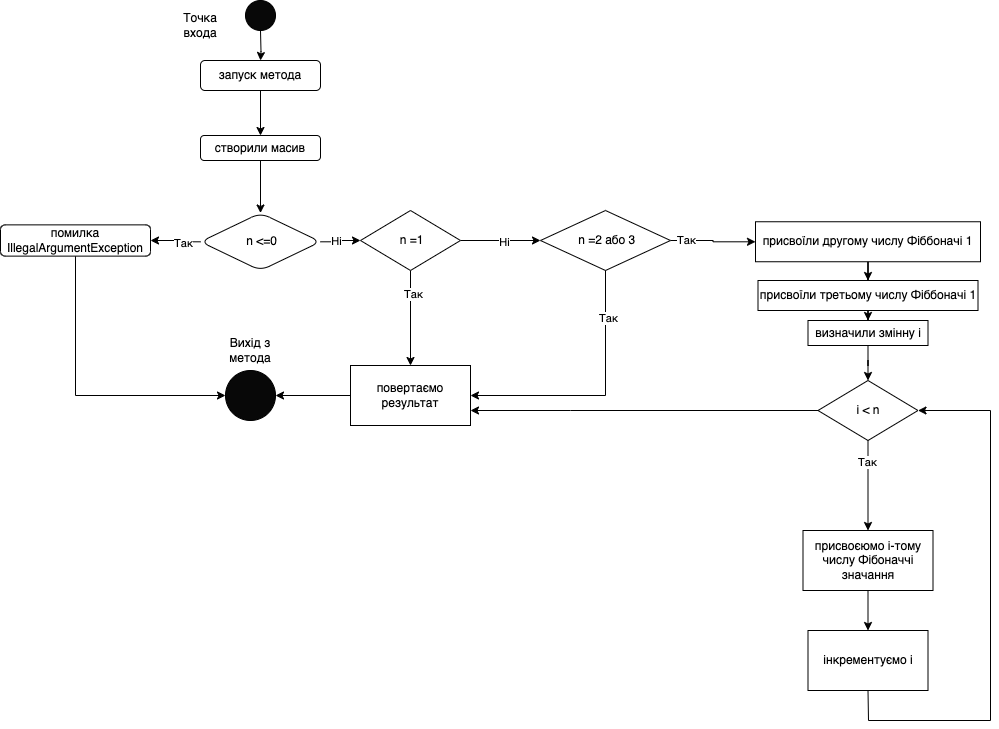 Точка
входа
запуск метода
створили масив
помилка
IllegalArgumentException
Так
n <=0
Ні
n =1
Ні
n =2 або 3
Так
присвоїли другому числу Фіббоначі 1
присвоїли третьому числу Фіббоначі 1
визначили змінну і
Так
Так
Вихід з
метода
повертаємо
результат
і < n
Так
присвоєюмо і-тому
числу Фібоначчі
значання
інкрементуємо і